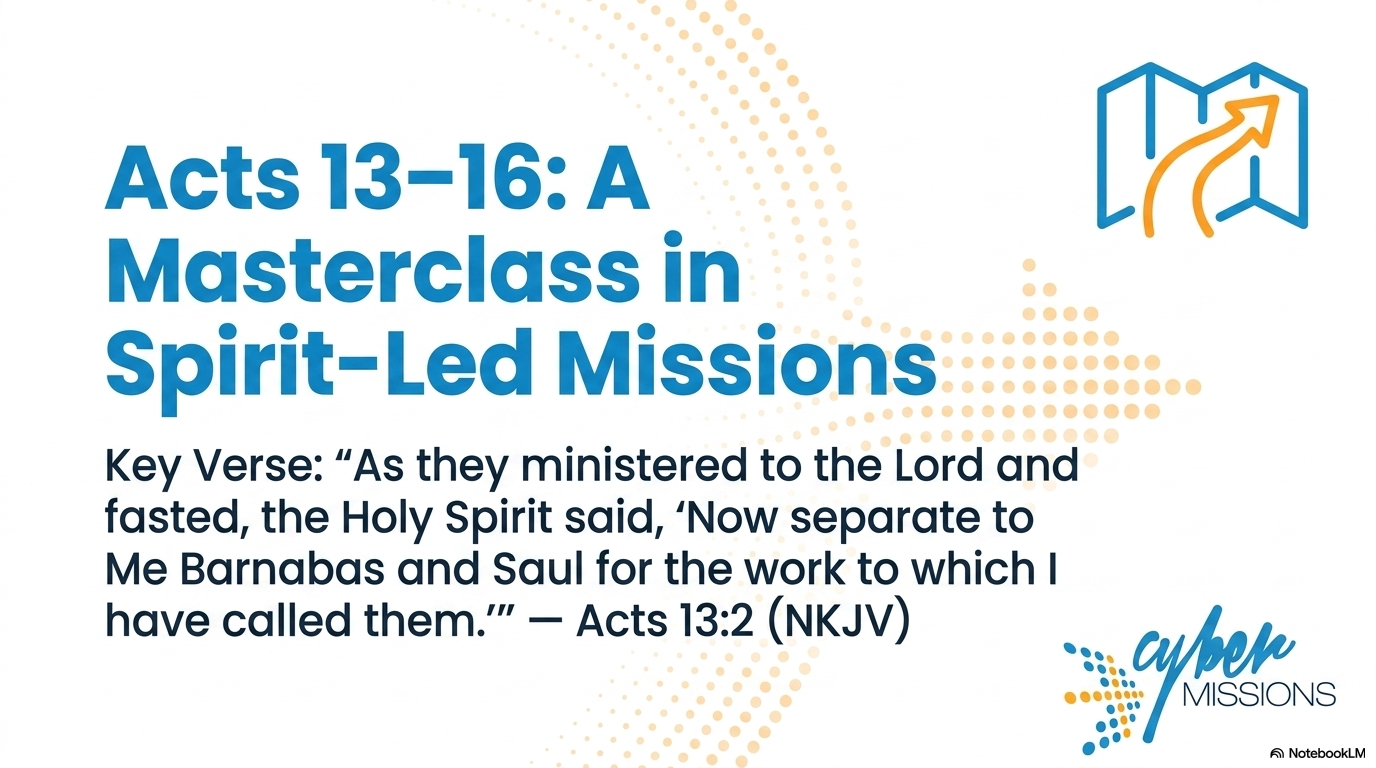 Acts 13–16: A
Masterclass in
Spirit-Led Missions
Key Verse: “As they ministered to the Lord and
fasted, the Holy Spirit said, ‘Now separate to
Me Barnabas and Saul for the work to which I
have called them.’” — Acts 13:2 (NKJV)
cyber
MISSIONS
NotebookLM